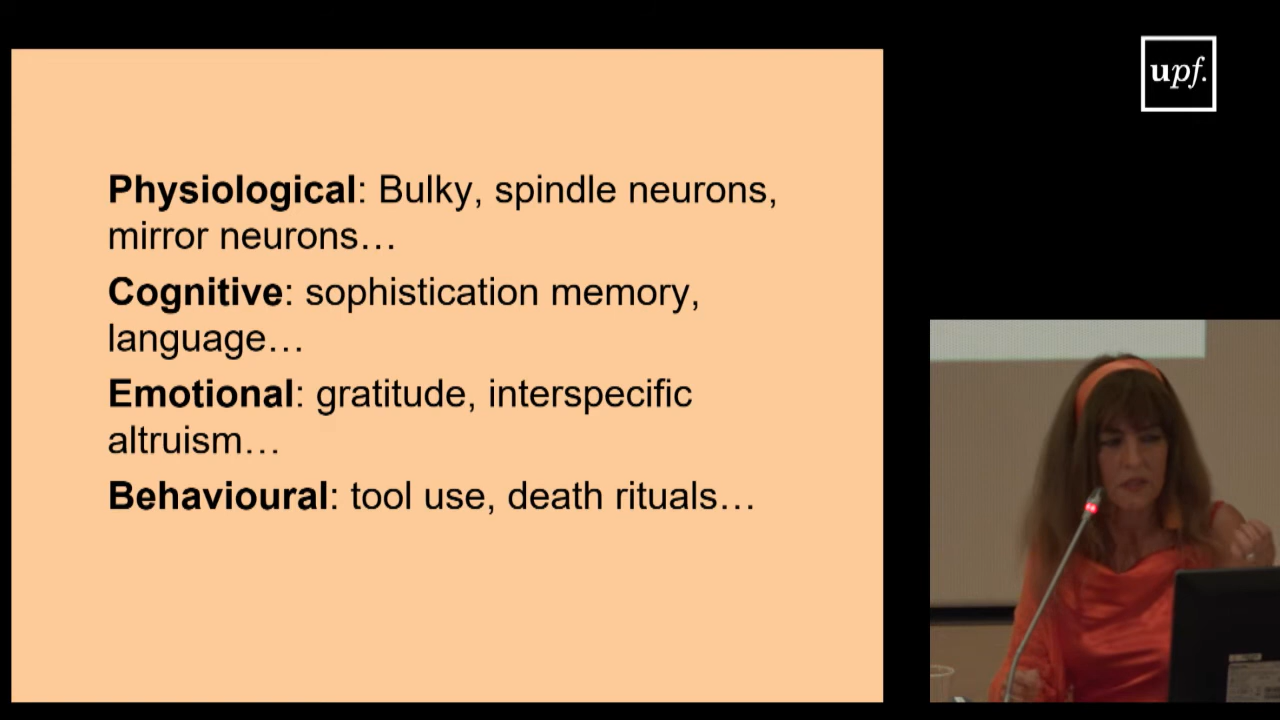 upf.
Physiological: Bulky, spindle neurons,
mirror neurons…
Cognitive: sophistication memory,
language…
Emotional: gratitude, interspecific
altruism…
Behavioural: tool use, death rituals…